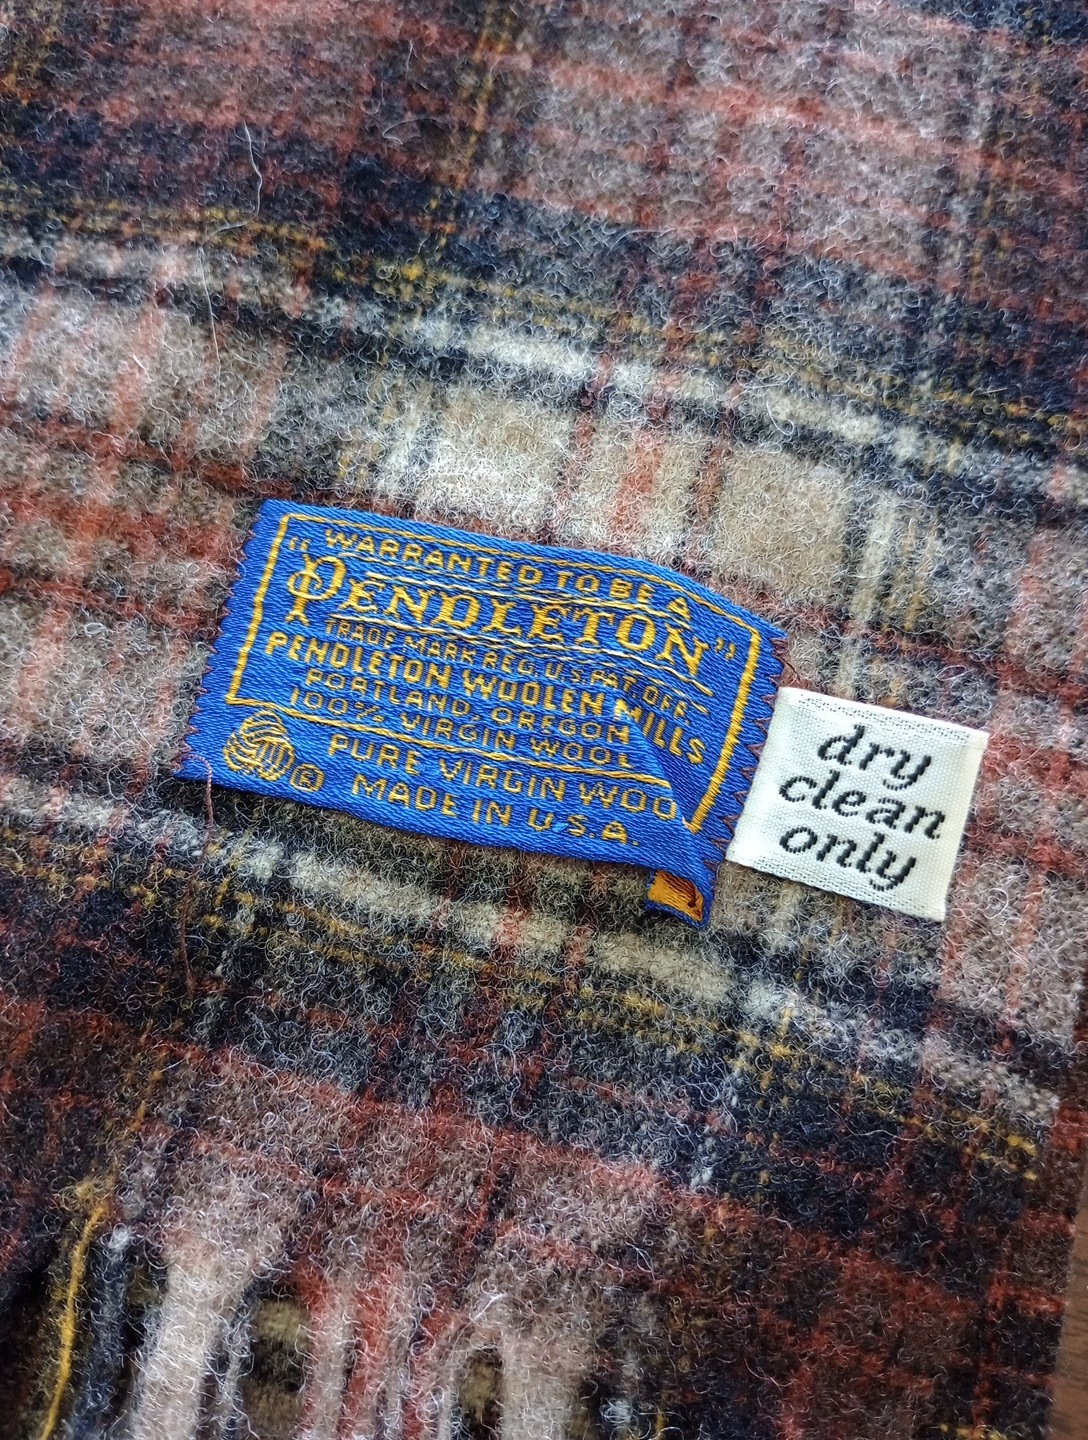 "WARRANTED TO BE A
PENDLETON"
TRADE MARK REG. U.S. PAT. OFF.
PENDLETON WOOLEN MILLS
PORTLAND, OREGON
100% VIRGIN WOOL
PURE VIRGIN WOO
® MADE IN U.S.A.
dry
clean
only